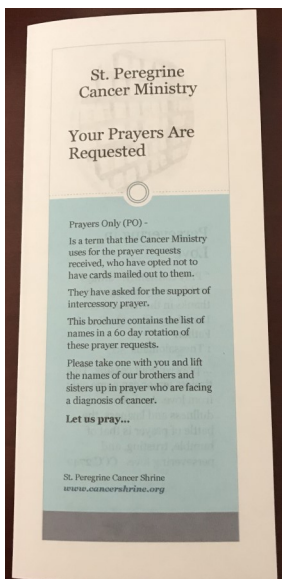 St. Peregrine
Cancer Ministry
Your Prayers Are
Requested
Prayers Only (PO) -
Is a term that the Cancer Ministry
uses for the prayer requests
received, who have opted not to
have cards mailed out to them.
They have asked for the support of
intercessory prayer.
This brochure contains the list of
names in a 60 day rotation of
these prayer requests.
Please take one with you and lift
the names of our brothers and
sisters up in prayer who are facing
a diagnosis of cancer.
Let us pray...
St. Peregrine Cancer Shrine
www.cancershrine.org